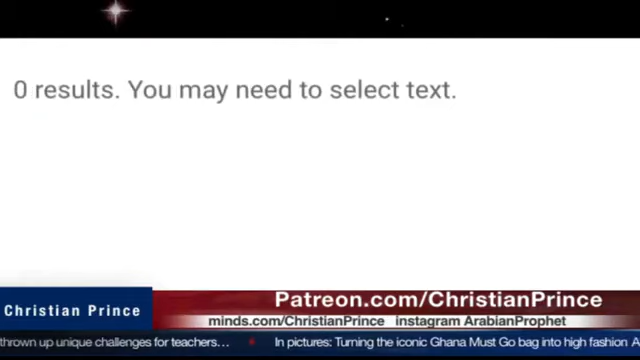 0 results. You may need to select text.
Christian Prince
Patreon.com/ChristianPrince
minds.com/ChristianPrince instagram ArabianProphet
thrown up unique challenges for teachers... In pictures: Turning the iconic Ghana Must Go bag into high fashion A